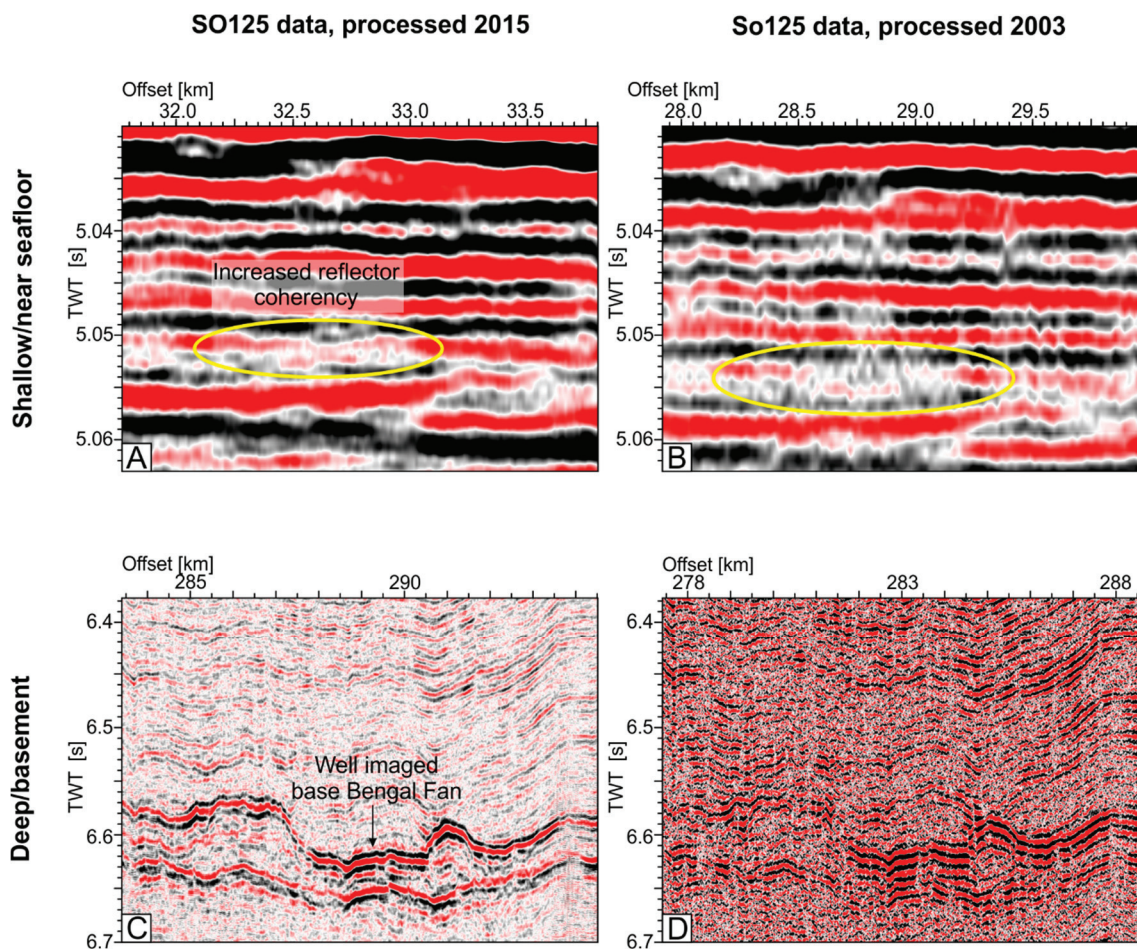 SO125 data, processed 2015
So125 data, processed 2003
Shallow/near seafloor
Offset [km]
32.0 32.5 33.0 33.5
TWT [s]
5.04
5.05
5.06
Increased reflector
coherency
A
Offset [km]
28.0 28.5 29.0 29.5
TWT [s]
5.04
5.05
5.06
B
Deep/basement
Offset [km]
285 290
TWT [s]
6.4
6.5
6.6
6.7
Well imaged
base Bengal Fan
C
Offset [km]
278 283 288
TWT [s]
6.4
6.5
6.6
6.7
D